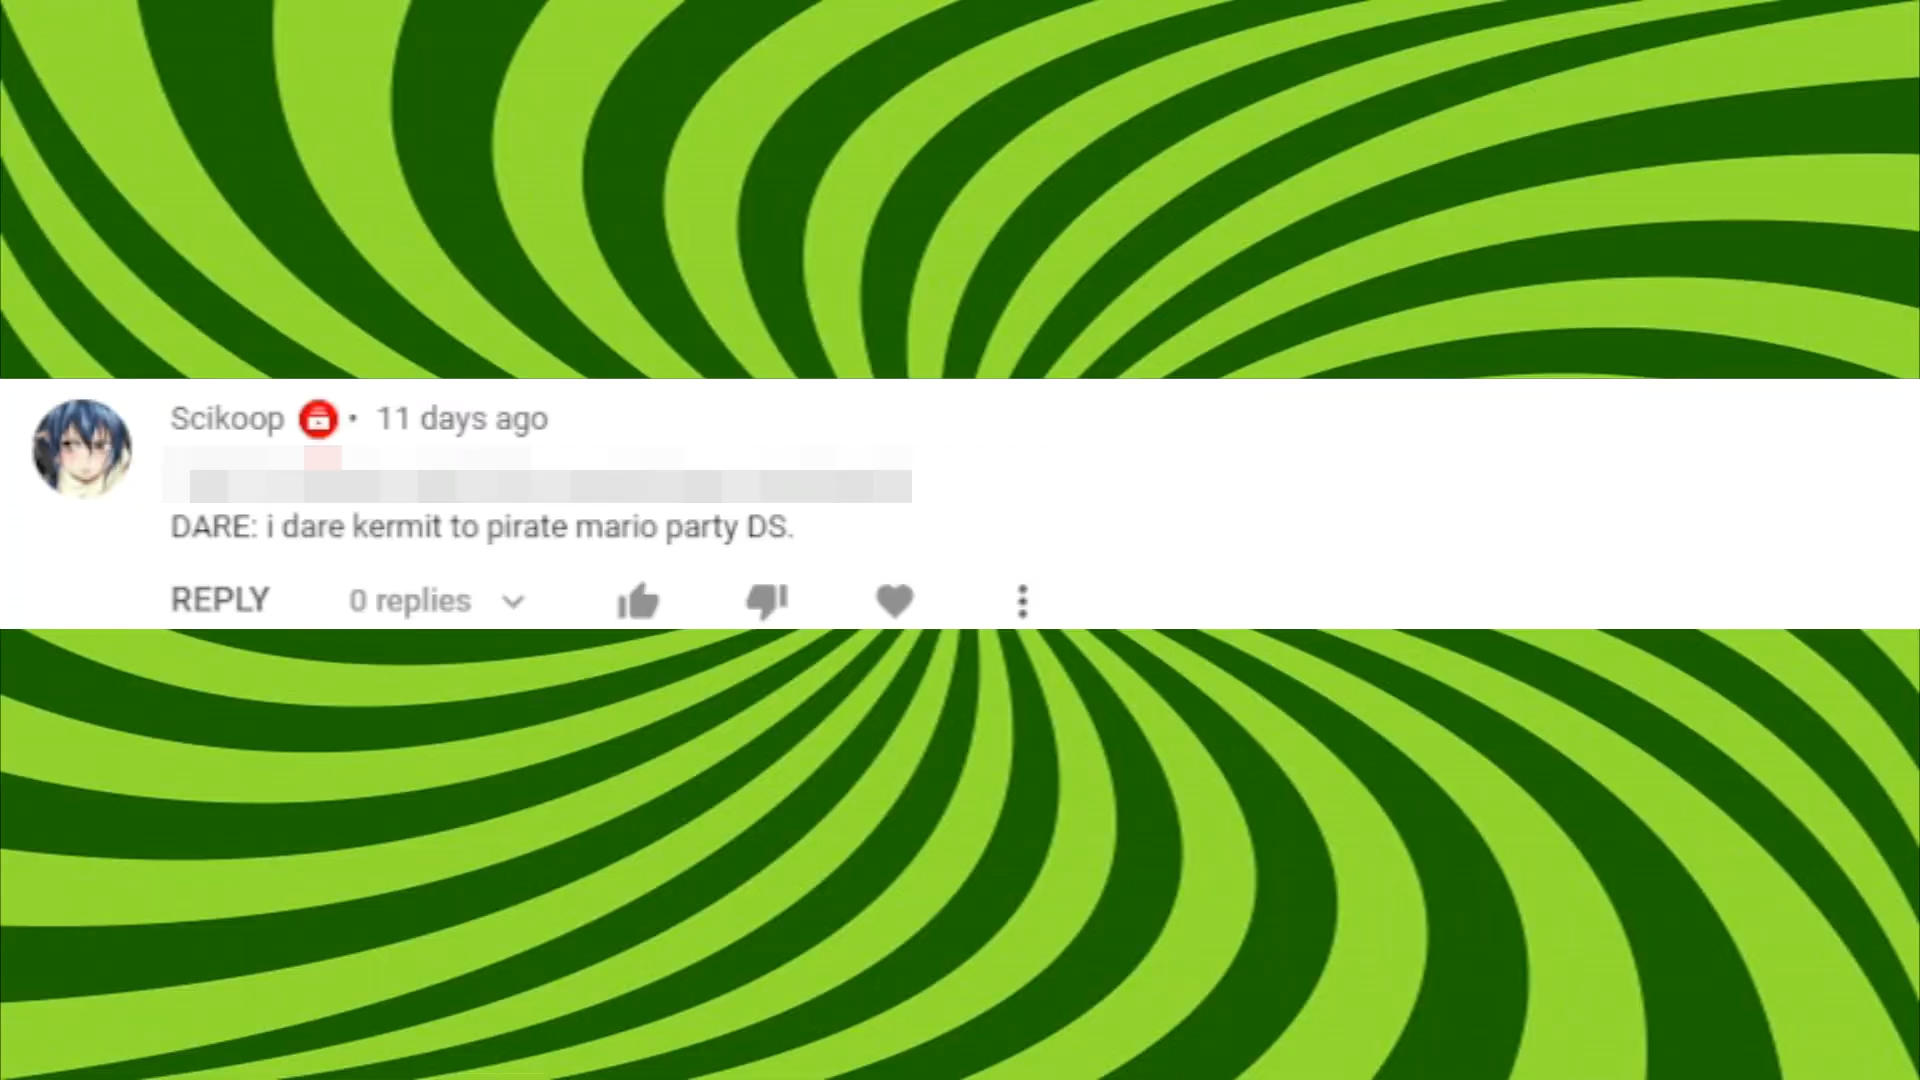 Scikoop • 11 days ago
DARE: i dare kermit to pirate mario party DS.
REPLY 0 replies